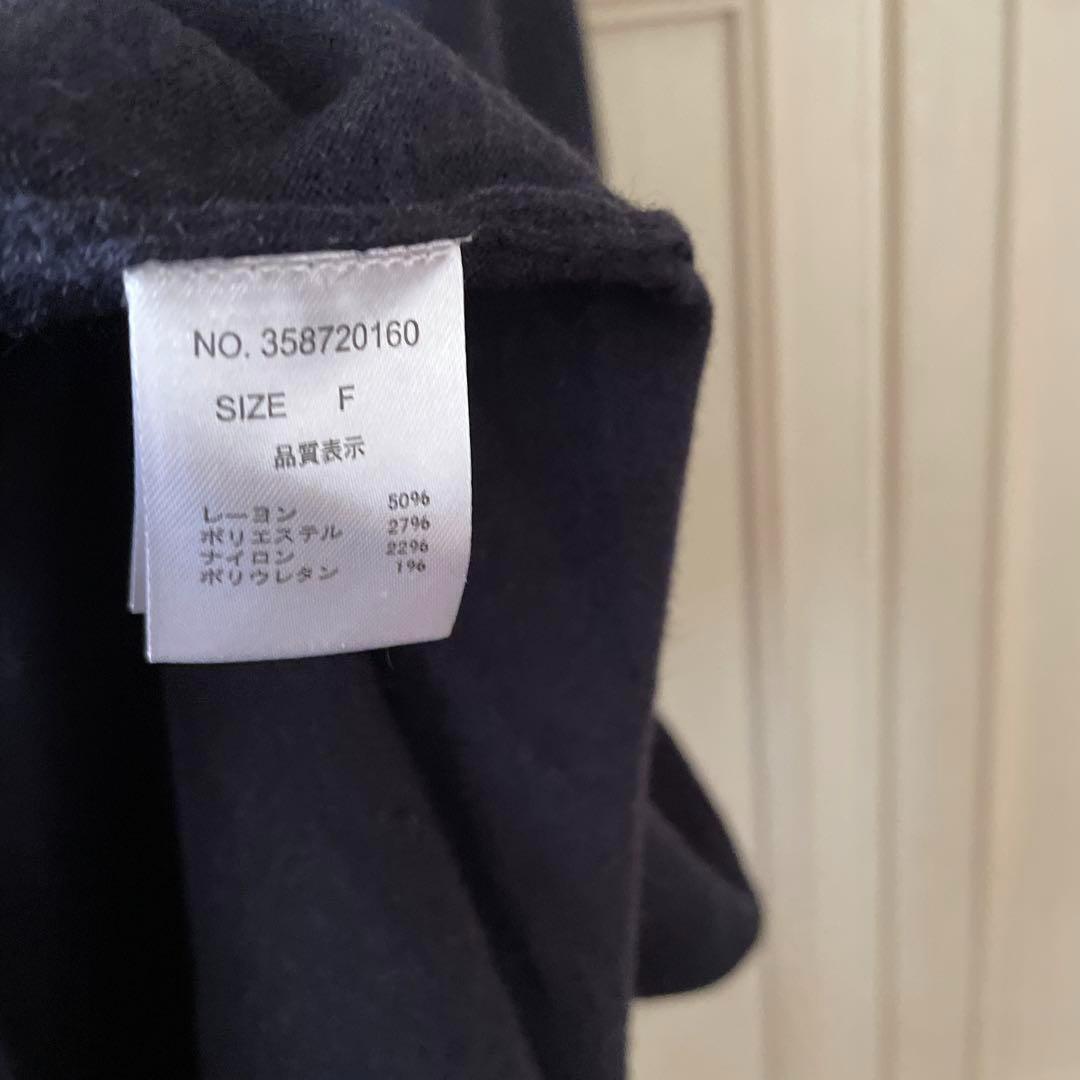 NO. 358720160
SIZE F
品質表示
レーヨン 50%
ポリエステル 27%
ナイロン 22%
ポリウレタン 1%